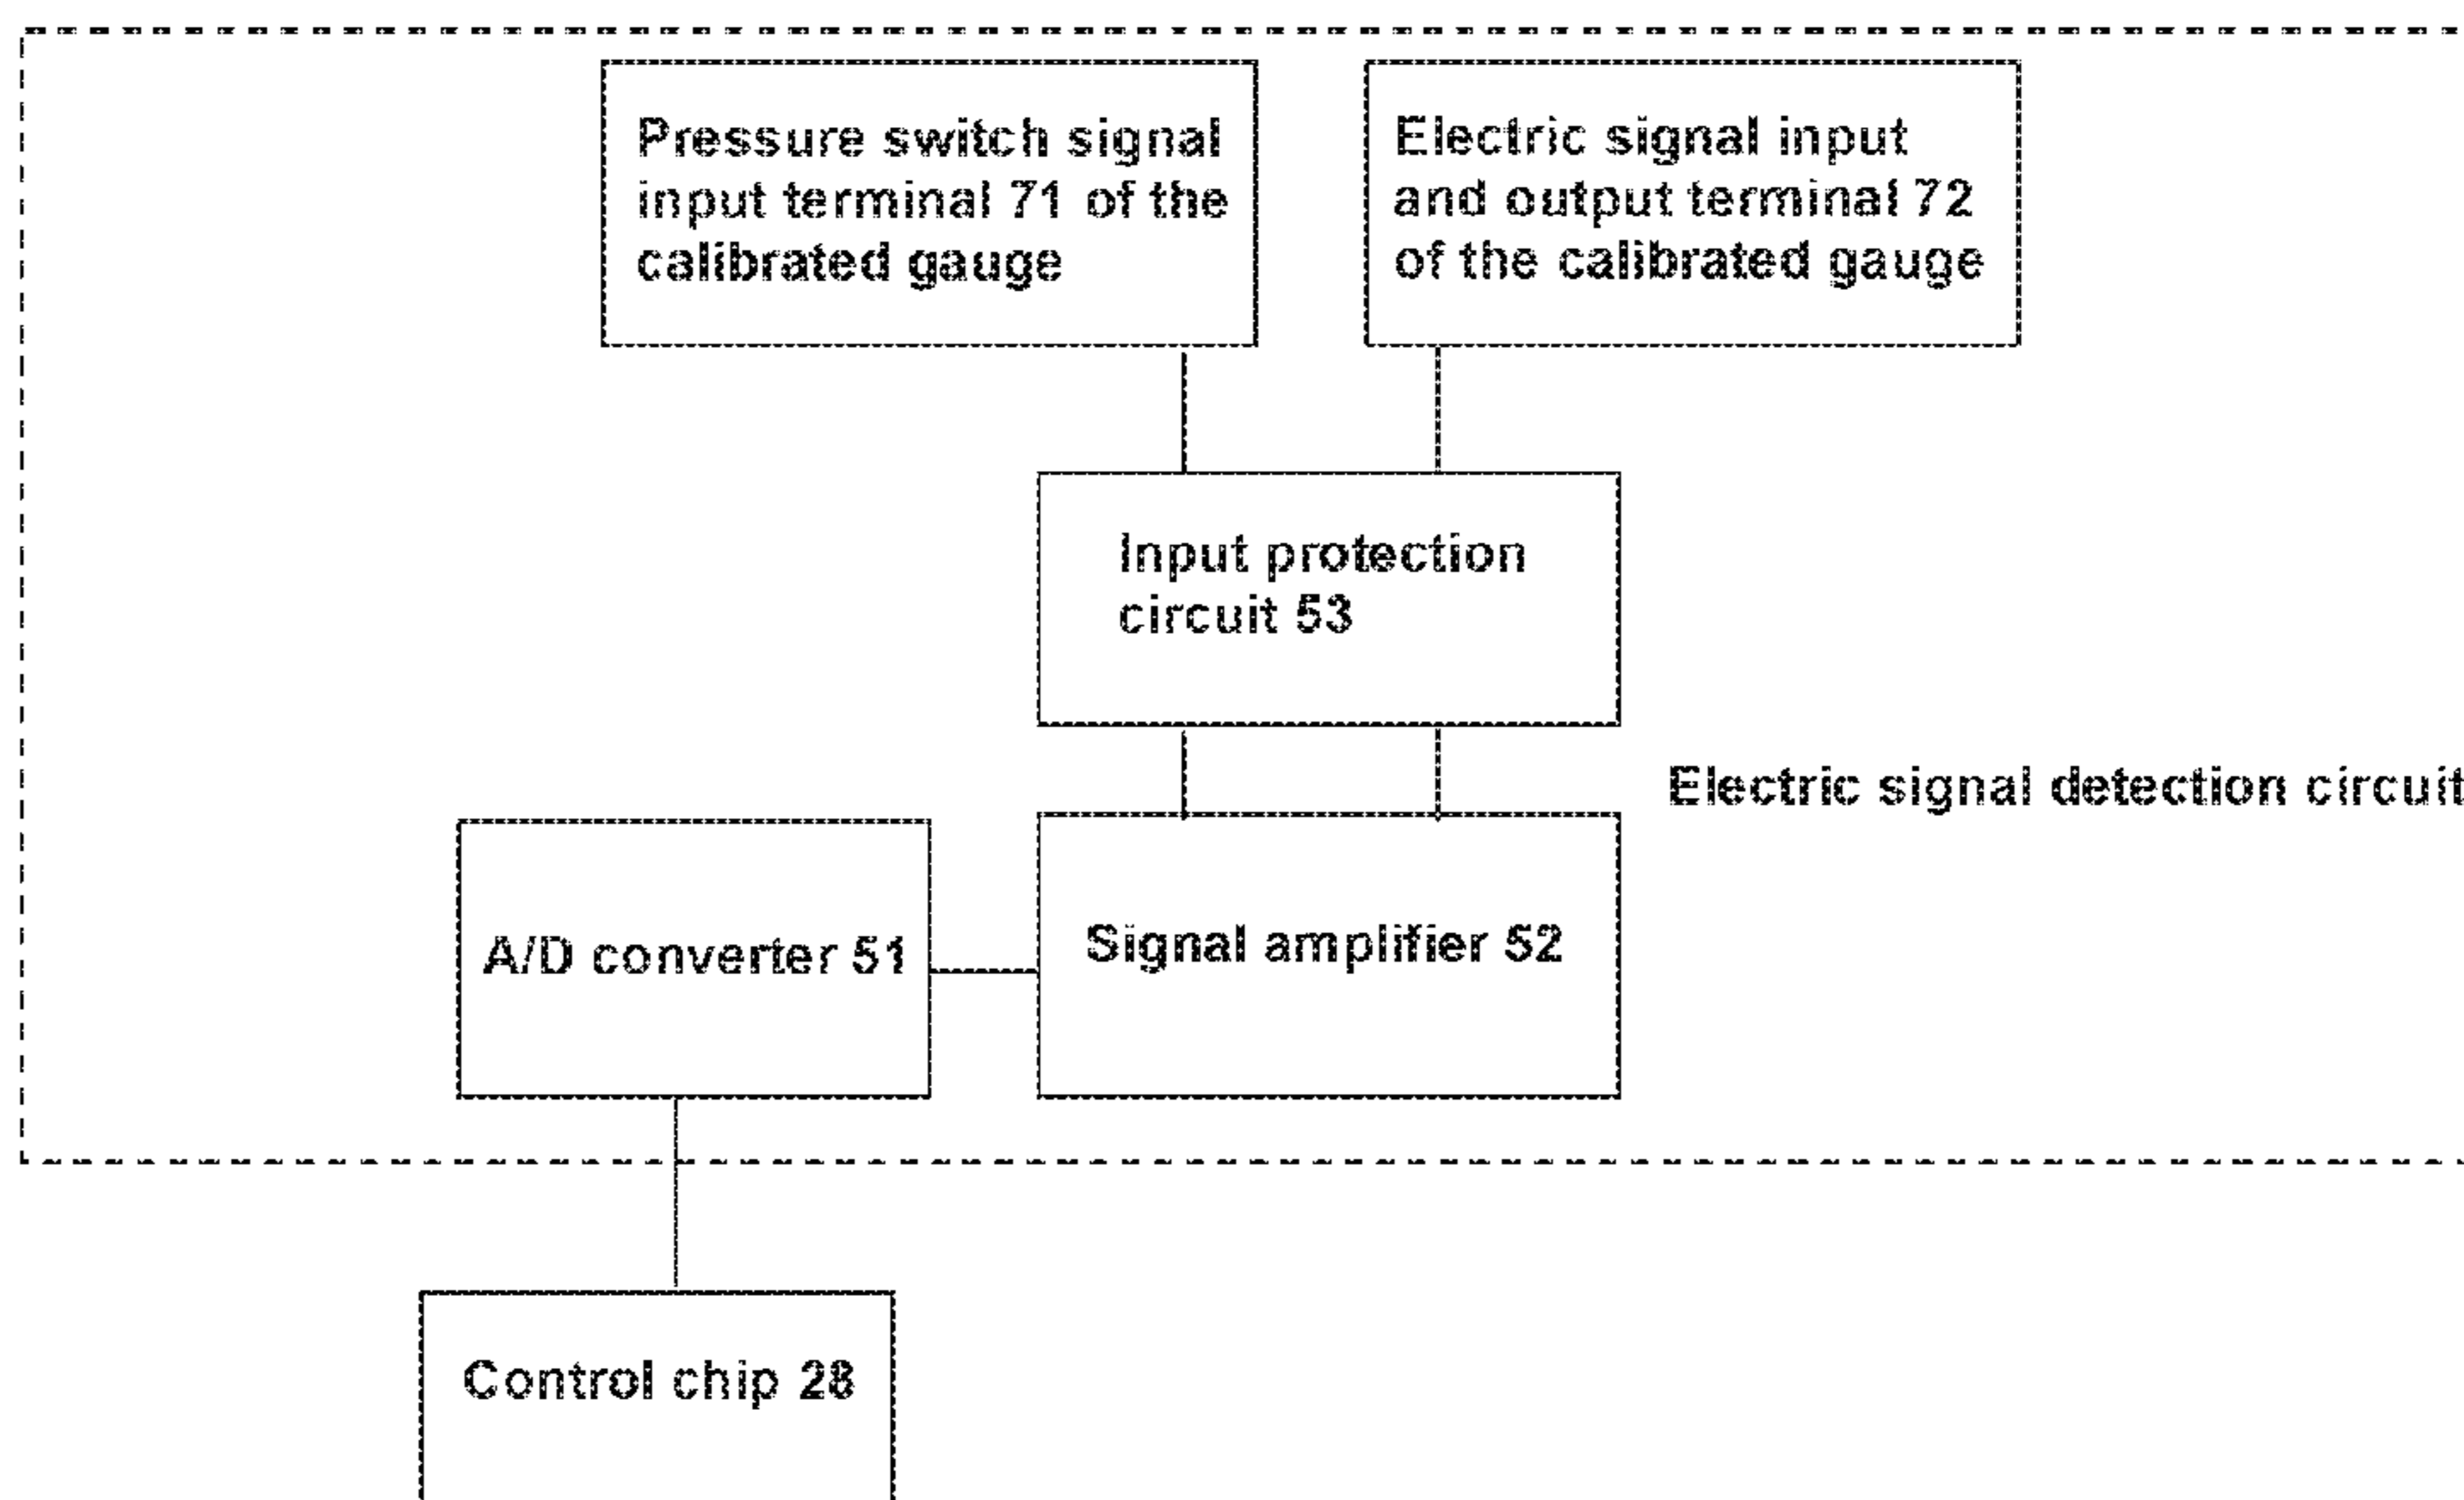 Pressure switch signal
input terminal 71 of the
calibrated gauge
Electric signal input
and output terminal 72
of the calibrated gauge
Input protection
circuit 53
Electric signal detection circuit
A/D converter 51
Signal amplifier 52
Control chip 28